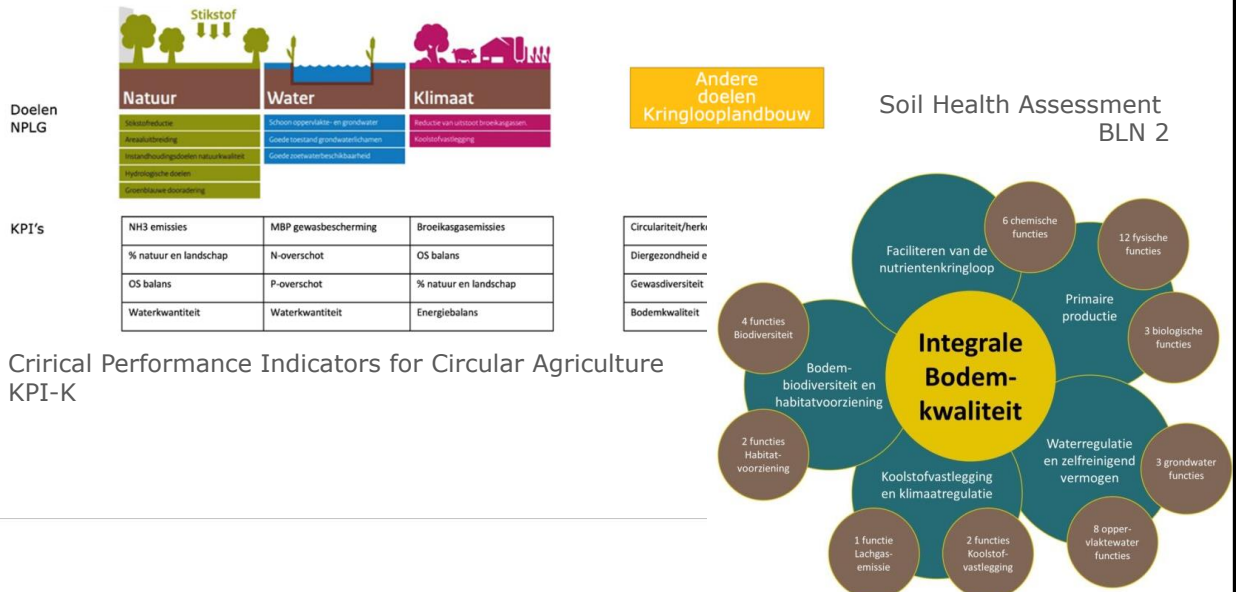 Stikstof
Natuur
Water
Klimaat
Doelen
NPLG
Stikstofreductie
Areaaluitbreiding
Instandhoudingsdoelen natuurkwaliteit
Hydrologische doelen
Groenblauwe dooradering
Schoon oppervlakte- en grondwater
Goede toestand grondwaterlichamen
Goede zoetwaterbeschikbaarheid
Reductie van uitstoot broeikasgassen.
Koolstofvastlegging
Andere
doelen
Kringlooplandbouw
KPI's
NH3 emissies
MBP gewasbescherming
Broeikasgasemissies
% natuur en landschap
N-overschot
OS balans
OS balans
P-overschot
% natuur en landschap
Waterkwantiteit
Waterkwantiteit
Energiebalans
Circulariteit/herk
Diergezondheid e
Gewasdiversiteit
Bodemkwaliteit
Crirical Performance Indicators for Circular Agriculture
KPI-K
Soil Health Assessment
BLN 2
Integrale
Bodem-
kwaliteit
Faciliteren van de
nutrientenkringloop
6 chemische
functies
12 fysische
functies
Primaire
productie
3 biologische
functies
4 functies
Biodiversiteit
Bodem-
biodiversiteit en
habitatvoorziening
2 functies
Habitat-
voorziening
Waterregulatie
en zelfreinigend
vermogen
3 grondwater
functies
8 opper-
vlaktewater
functies
Koolstofvastlegging
en klimaatregulatie
1 functie
Lachgas-
emissie
2 functies
Koolstof-
vastlegging